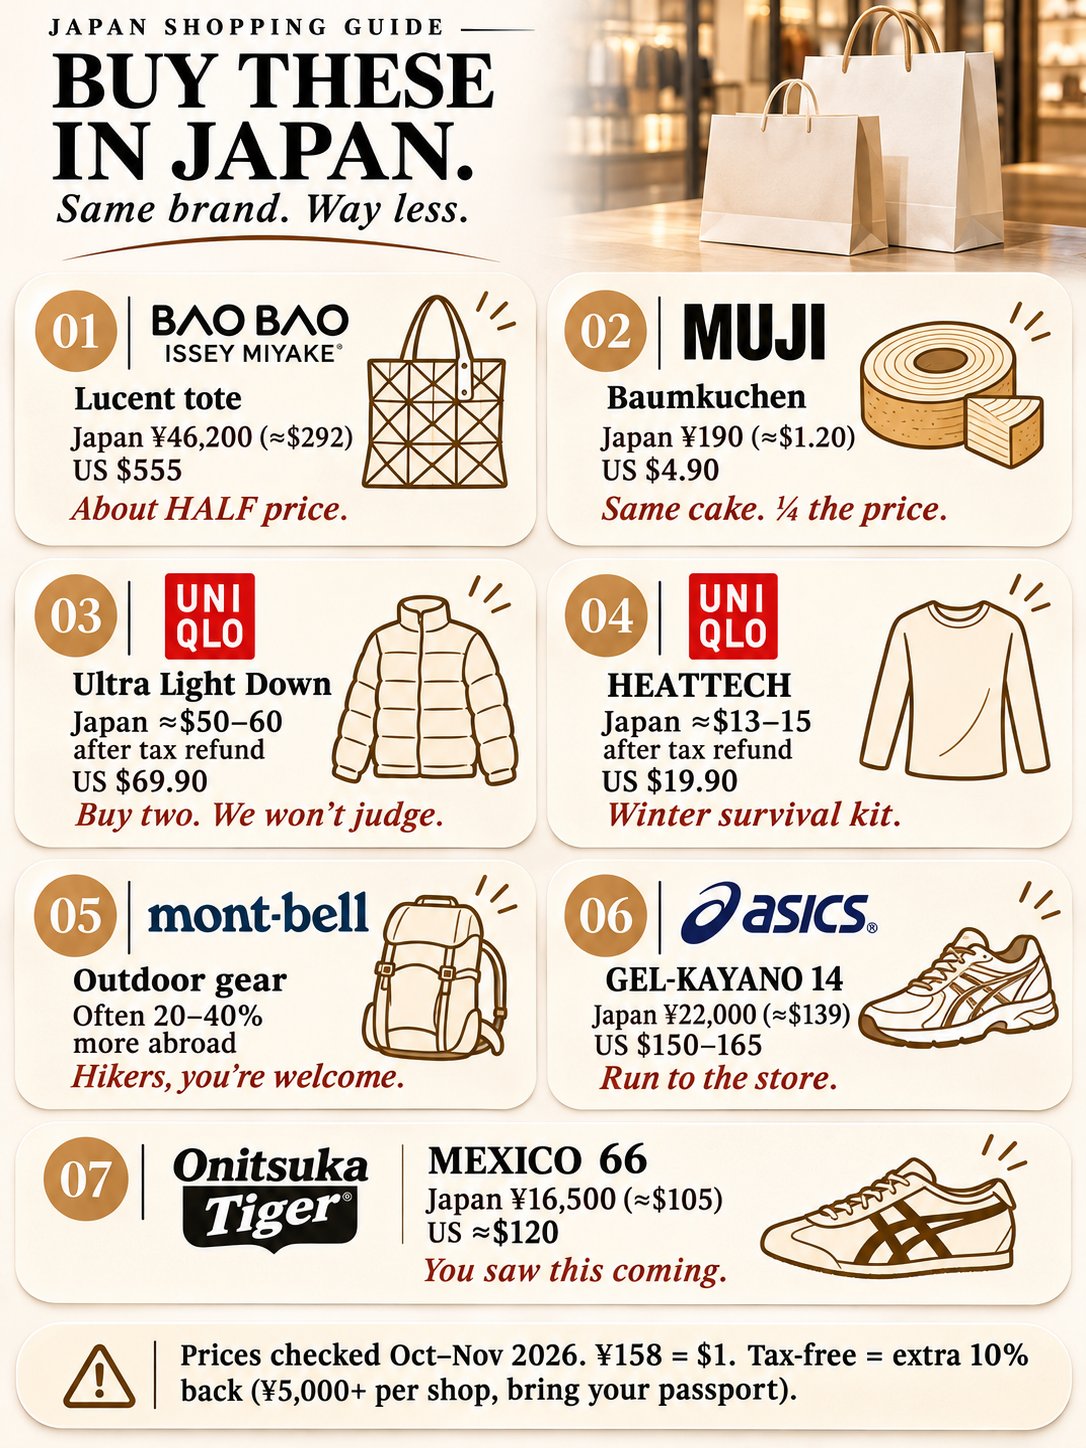 JAPAN SHOPPING GUIDE
BUY THESE
IN JAPAN.
Same brand. Way less.
01
BAO BAO
ISSEY MIYAKE®
Lucent tote
Japan ¥46,200 (≈$292)
US $555
About HALF price.
02
MUJI
Baumkuchen
Japan ¥190 (≈$1.20)
US $4.90
Same cake. ¼ the price.
03
UNI
QLO
Ultra Light Down
Japan ≈$50–60
after tax refund
US $69.90
Buy two. We won't judge.
04
UNI
QLO
HEATTECH
Japan ≈$13–15
after tax refund
US $19.90
Winter survival kit.
05
mont-bell
Outdoor gear
Often 20–40%
more abroad
Hikers, you're welcome.
06
asics®
GEL-KAYANO 14
Japan ¥22,000 (≈$139)
US $150–165
Run to the store.
07
Onitsuka
Tiger®
MEXICO 66
Japan ¥16,500 (≈$105)
US ≈$120
You saw this coming.
Prices checked Oct–Nov 2026. ¥158 = $1. Tax-free = extra 10%
back (¥5,000+ per shop, bring your passport).